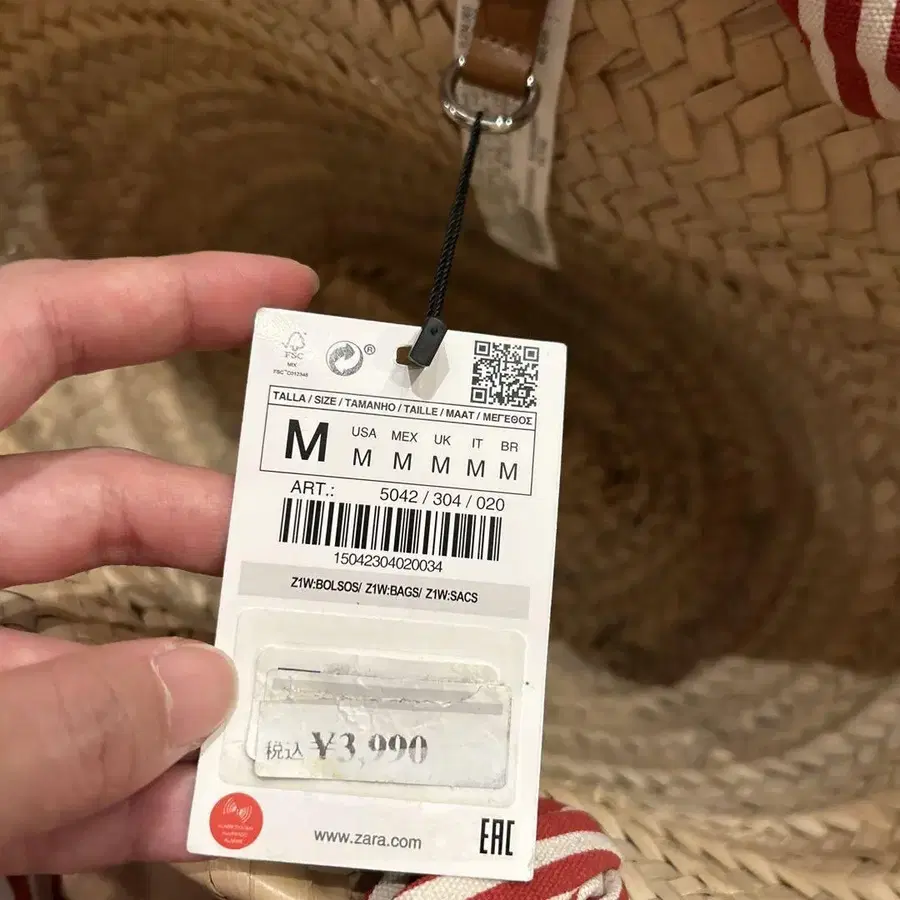 FSC
MIX
®
TALLA / SIZE / TAMANHO / TAILLE / MAAT / ΜΕΓΕΘΟΣ
M
USA MEX UK IT BR
M M M M M
ART.: 5042 / 304 / 020
15042304020034
Z1W:BOLSOS/ Z1W:BAGS/ Z1W:SACS
税込 ¥3,990
www.zara.com
EAC